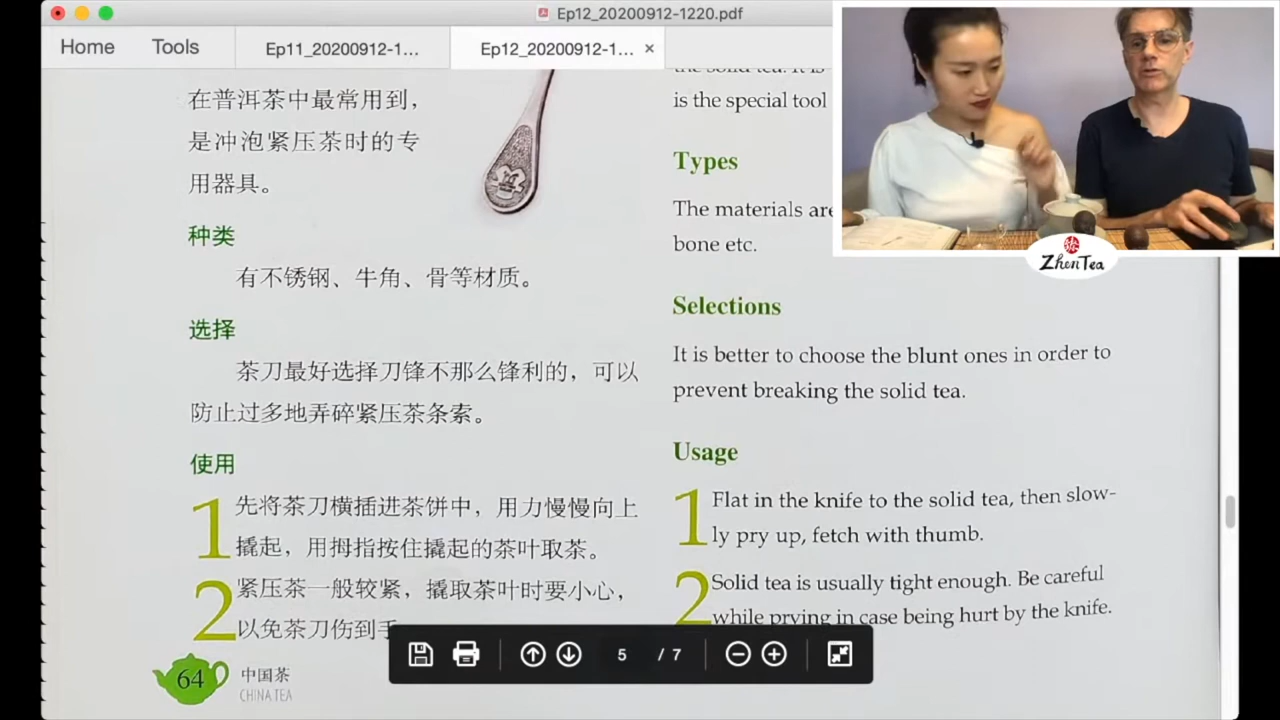 Ep12_20200912-1220.pdf
Home
Tools
Ep11_20200912-1...
Ep12_20200912-1...
在普洱茶中最常用到，
是冲泡紧压茶时的专
用器具。
种类
有不锈钢、牛角、骨等材质。
选择
茶刀最好选择刀锋不那么锋利的，可以
防止过多地弄碎紧压茶条索。
使用
1 先将茶刀横插进茶饼中，用力慢慢向上
撬起，用拇指按住撬起的茶叶取茶。
2 紧压茶一般较紧，撬取茶叶时要小心，
以免茶刀伤到手
64
中国茶
CHINA TEA
the solid tea. It is
is the special tool
Types
The materials are
bone etc.
Selections
It is better to choose the blunt ones in order to
prevent breaking the solid tea.
Usage
1 Flat in the knife to the solid tea, then slow-
ly pry up, fetch with thumb.
2 Solid tea is usually tight enough. Be careful
while prying in case being hurt by the knife.
5 / 7
Zhen Tea